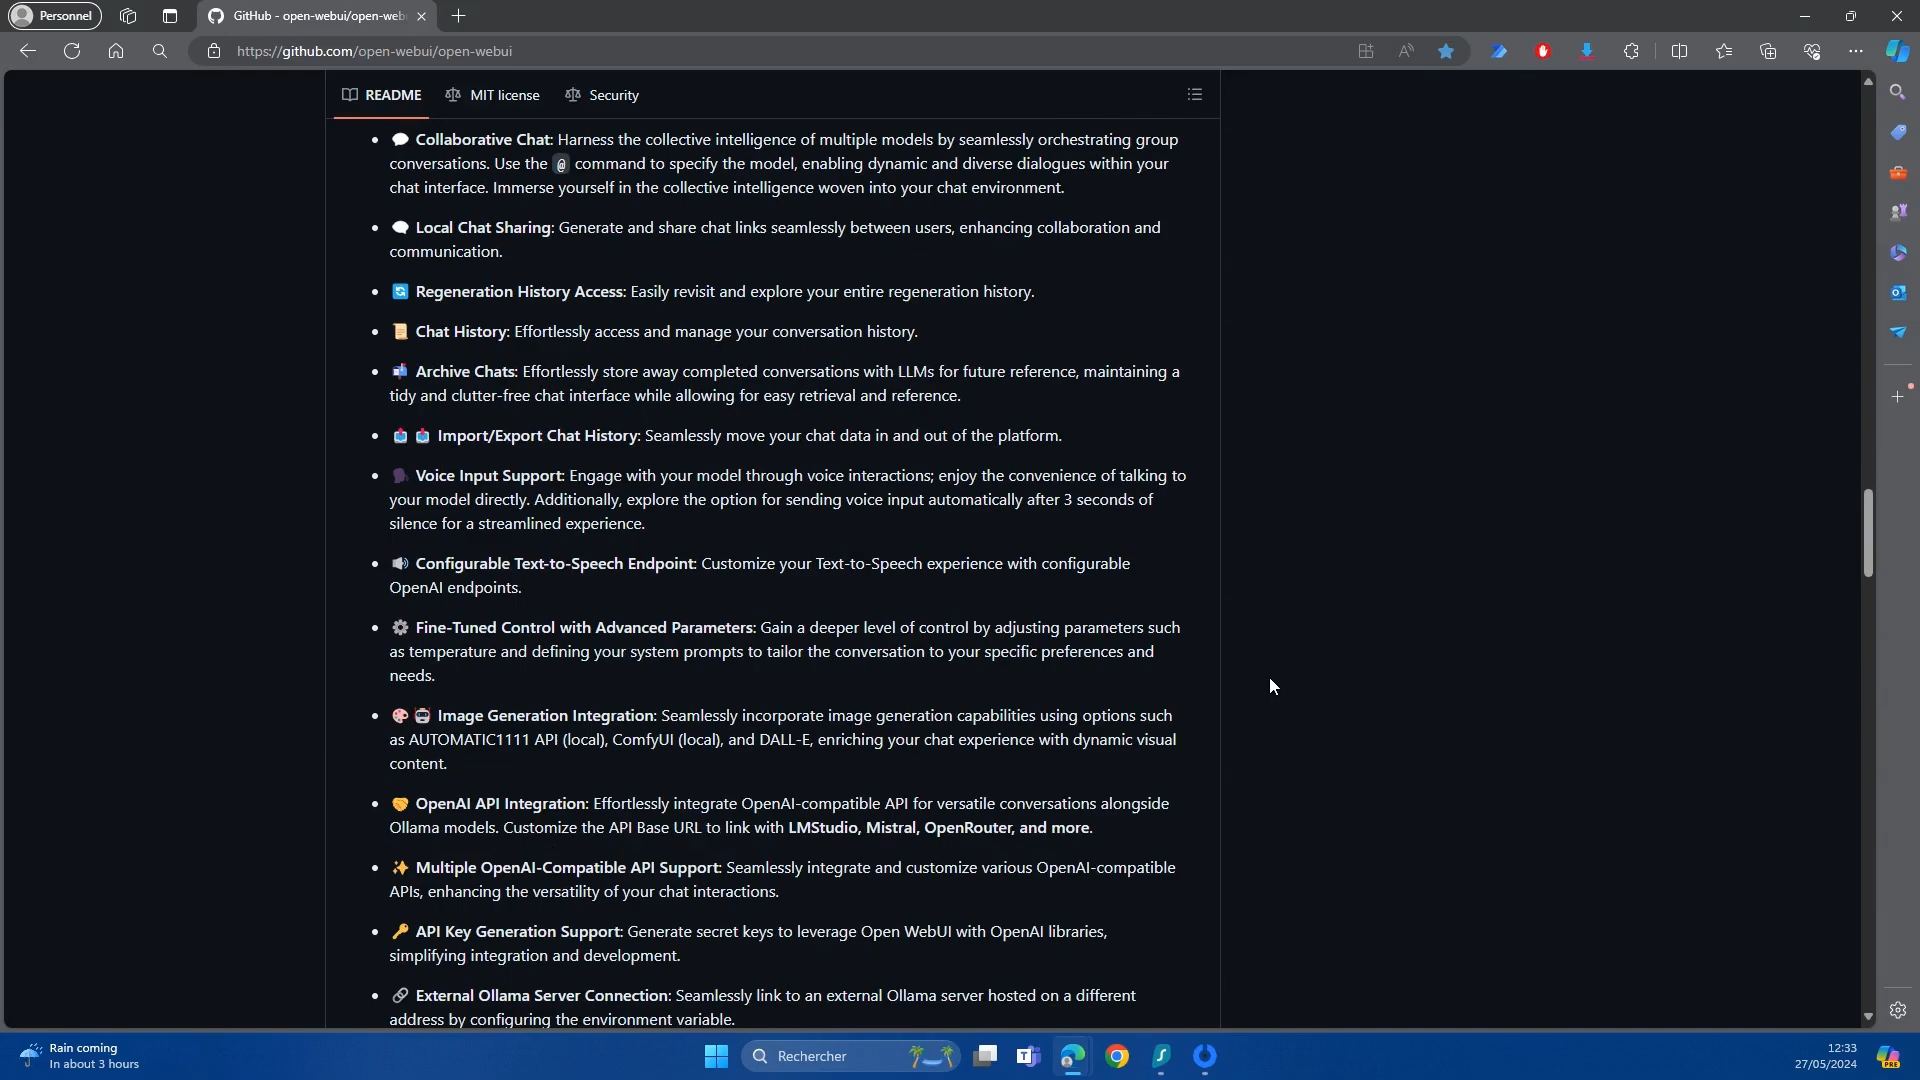 Personnel
GitHub - open-webui/open-web
https://github.com/open-webui/open-webui
README MIT license Security
Collaborative Chat: Harness the collective intelligence of multiple models by seamlessly orchestrating group
conversations. Use the @ command to specify the model, enabling dynamic and diverse dialogues within your
chat interface. Immerse yourself in the collective intelligence woven into your chat environment.
Local Chat Sharing: Generate and share chat links seamlessly between users, enhancing collaboration and
communication.
Regeneration History Access: Easily revisit and explore your entire regeneration history.
Chat History: Effortlessly access and manage your conversation history.
Archive Chats: Effortlessly store away completed conversations with LLMs for future reference, maintaining a
tidy and clutter-free chat interface while allowing for easy retrieval and reference.
Import/Export Chat History: Seamlessly move your chat data in and out of the platform.
Voice Input Support: Engage with your model through voice interactions; enjoy the convenience of talking to
your model directly. Additionally, explore the option for sending voice input automatically after 3 seconds of
silence for a streamlined experience.
Configurable Text-to-Speech Endpoint: Customize your Text-to-Speech experience with configurable
OpenAI endpoints.
Fine-Tuned Control with Advanced Parameters: Gain a deeper level of control by adjusting parameters such
as temperature and defining your system prompts to tailor the conversation to your specific preferences and
needs.
Image Generation Integration: Seamlessly incorporate image generation capabilities using options such
as AUTOMATIC1111 API (local), ComfyUI (local), and DALL-E, enriching your chat experience with dynamic visual
content.
OpenAI API Integration: Effortlessly integrate OpenAI-compatible API for versatile conversations alongside
Ollama models. Customize the API Base URL to link with LMStudio, Mistral, OpenRouter, and more.
Multiple OpenAI-Compatible API Support: Seamlessly integrate and customize various OpenAI-compatible
APIs, enhancing the versatility of your chat interactions.
API Key Generation Support: Generate secret keys to leverage Open WebUI with OpenAI libraries,
simplifying integration and development.
External Ollama Server Connection: Seamlessly link to an external Ollama server hosted on a different
address by configuring the environment variable.
Rain coming
In about 3 hours
Rechercher
12:33
27/05/2024
PRE